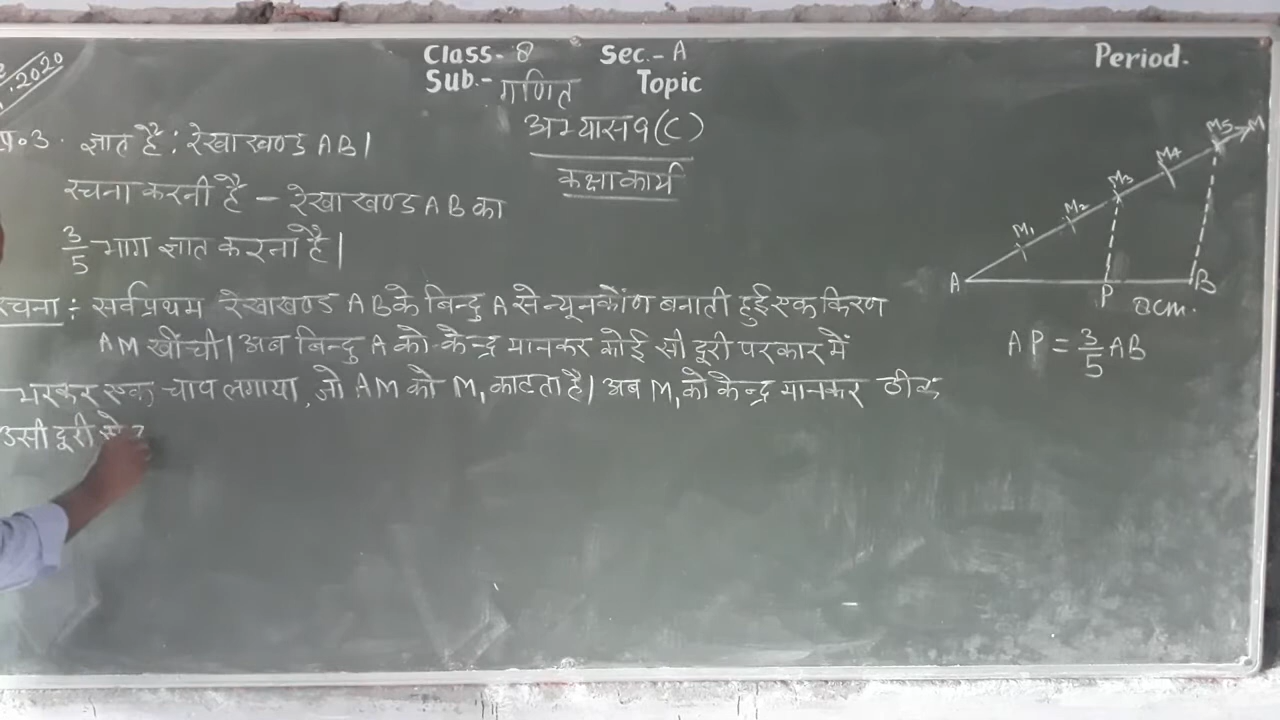 .2020
Class- 8 Sec.- A Period.
Sub.- गणित Topic
अभ्यास 9(C)
कक्षाकार्य
प्र०3. ज्ञात है: रेखाखण्ड AB।
रचना करनी है - रेखाखण्ड AB का
3/5 भाग ज्ञात करना है।
रचना :- सर्वप्रथम रेखाखण्ड AB के बिन्दु A से न्यूनकोण बनाती हुई एक किरण
AM खींची। अब बिन्दु A को केन्द्र मानकर कोई सी दूरी परकार में
भरकर एक चाप लगाया, जो AM को M₁ काटता है। अब M₁ को केन्द्र मानकर ठीक
उसी दूरी से
M₁ M₂ M₃ M₄ M₅ M
A P B
8cm.
AP = 3/5 AB